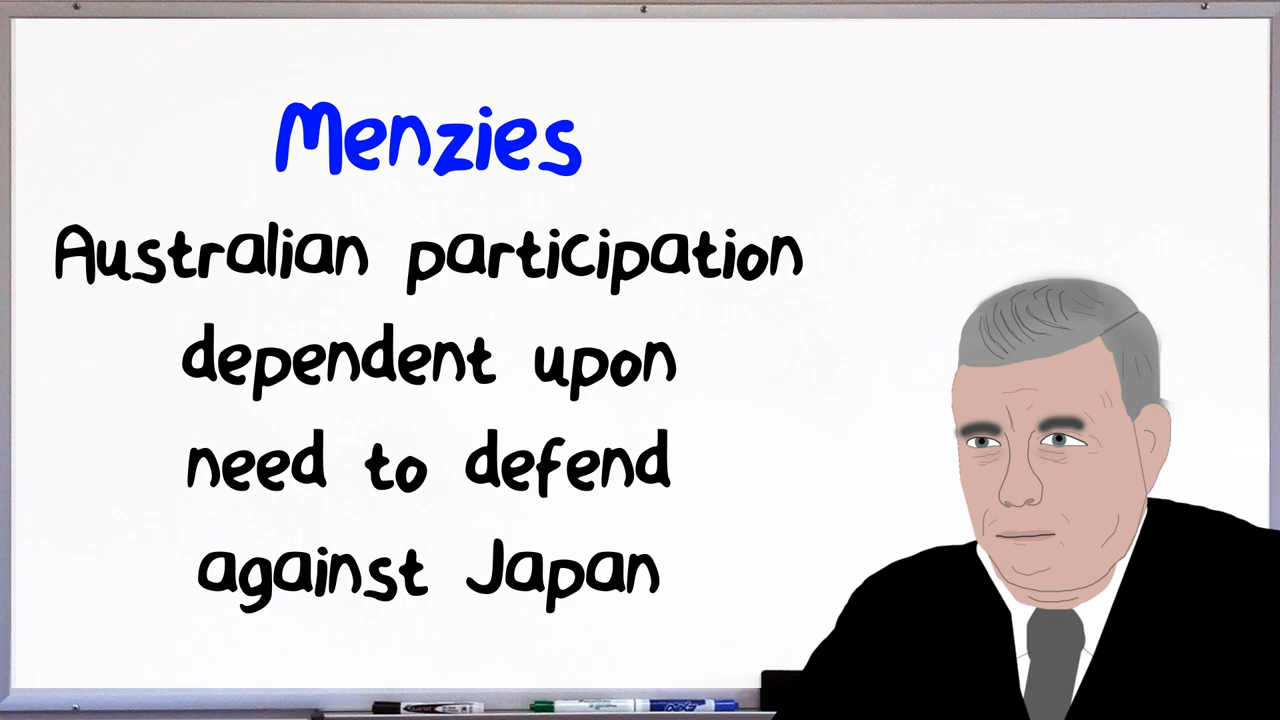 Menzies
Australian participation
dependent upon
need to defend
against Japan